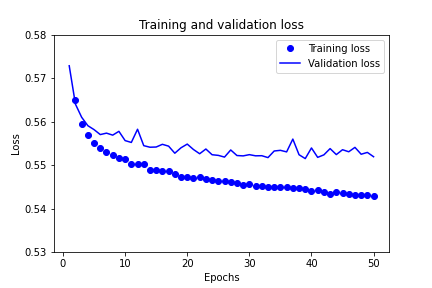 Training and validation loss
Training loss
Validation loss
0.58
0.57
0.56
0.55
0.54
0.53
Loss
0
10
20
30
40
50
Epochs